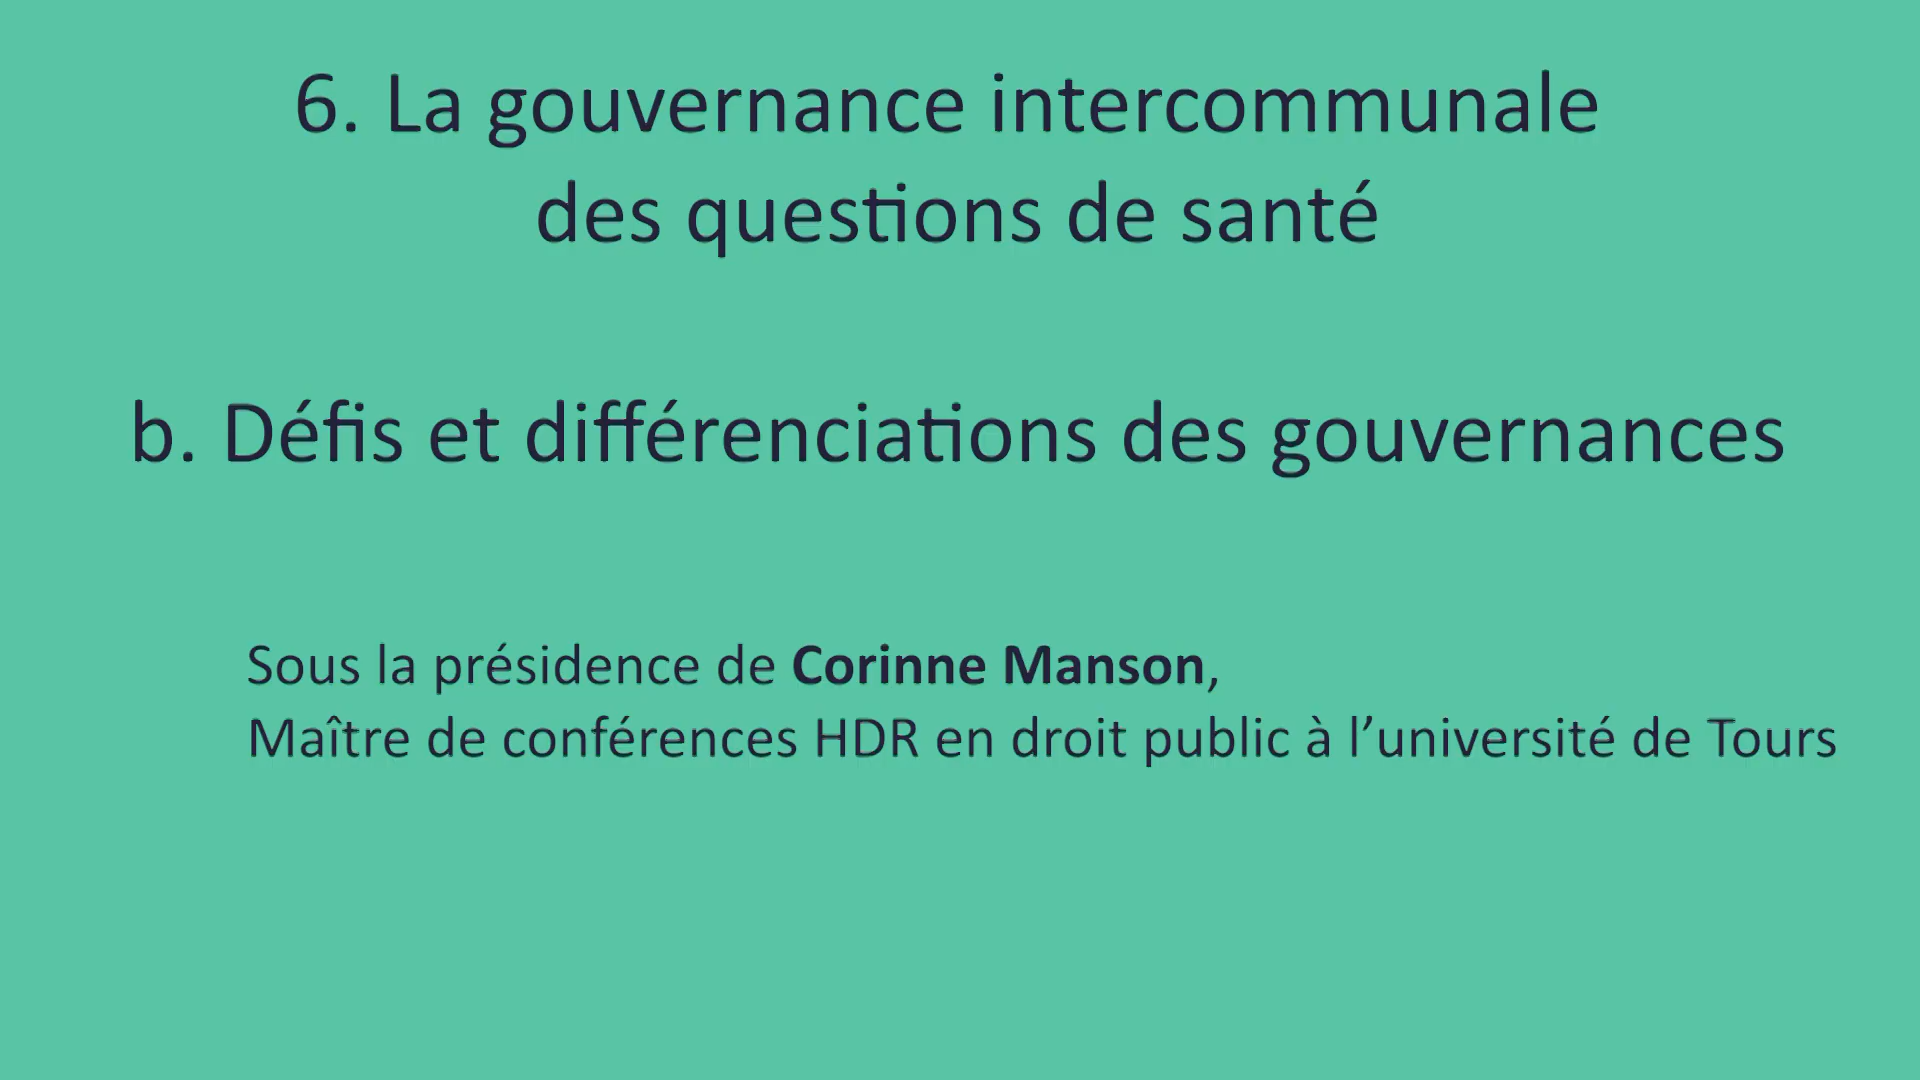 6. La gouvernance intercommunale
des questions de santé
b. Défis et différenciations des gouvernances
Sous la présidence de Corinne Manson,
Maître de conférences HDR en droit public à l’université de Tours